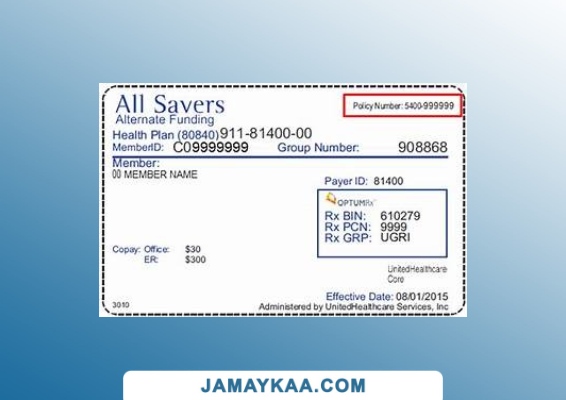 All Savers
Alternate Funding
Policy Number: 5400-999999
Health Plan (80840) 911-81400-00
MemberID: C09999999 Group Number: 908868
Member:
00 MEMBER NAME
Payer ID: 81400
OPTUMRx
Rx BIN: 610279
Rx PCN: 9999
Rx GRP: UGRI
Copay: Office: $30
ER: $300
UnitedHealthcare
Core
Effective Date: 08/01/2015
3010 Administered by UnitedHealthcare Services, Inc
JAMAYKAA.COM